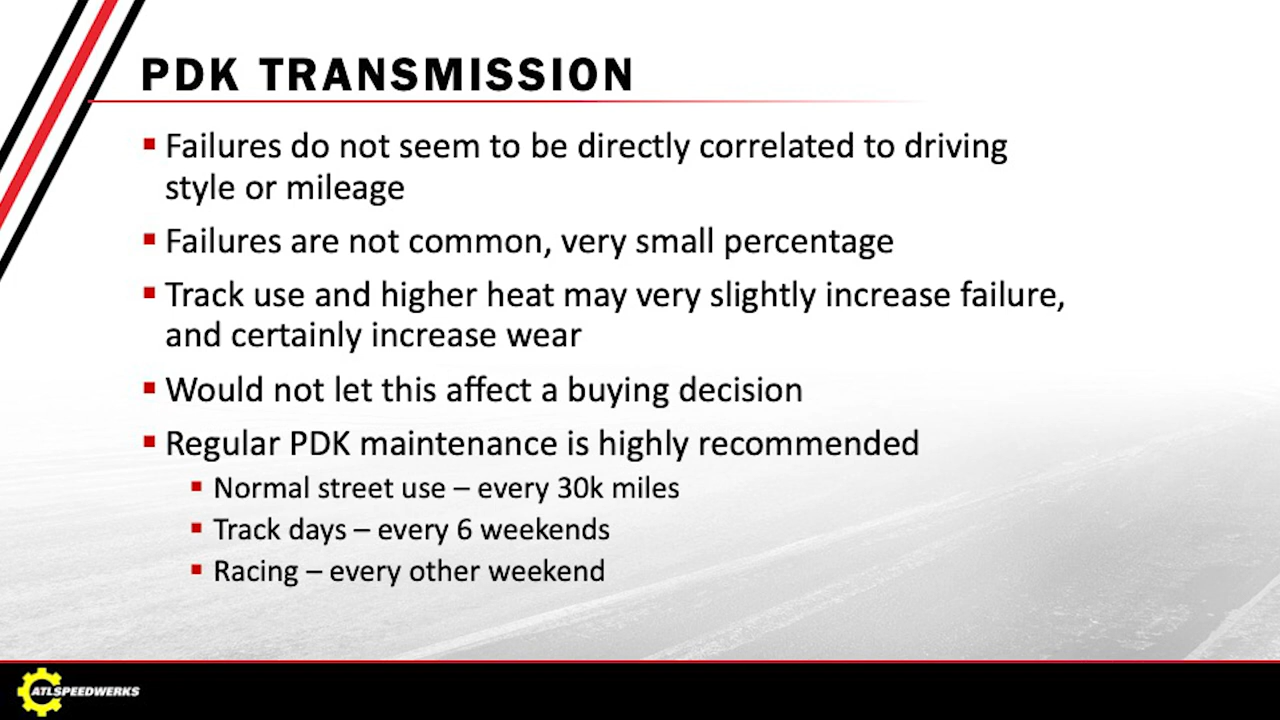 PDK TRANSMISSION
▪ Failures do not seem to be directly correlated to driving
style or mileage
▪ Failures are not common, very small percentage
▪ Track use and higher heat may very slightly increase failure,
and certainly increase wear
▪ Would not let this affect a buying decision
▪ Regular PDK maintenance is highly recommended
▪ Normal street use – every 30k miles
▪ Track days – every 6 weekends
▪ Racing – every other weekend
ATLSPEEDWERKS